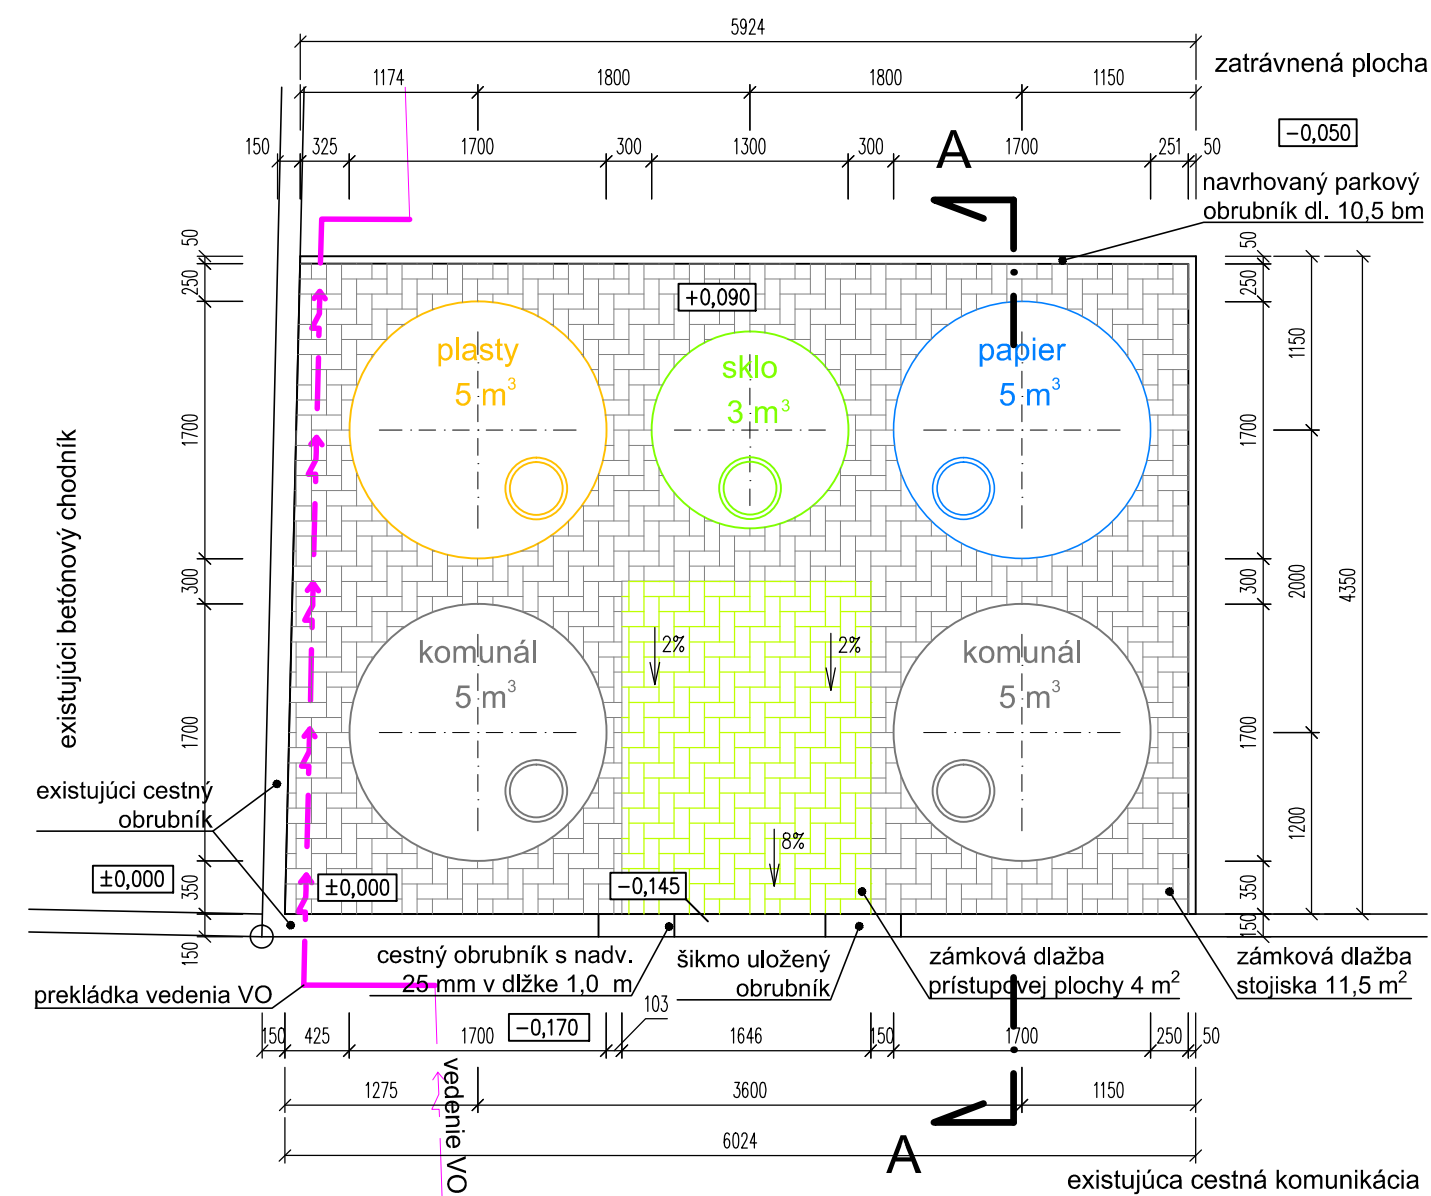 5924
zatrávnená plocha
1174
1800
1800
1150
-0,050
150
325
1700
300
1300
300
A
1700
251
50
navrhovaný parkový
obrubník dl. 10,5 bm
50
250
1700
300
1700
350
150
+0,090
plasty
5 m³
sklo
3 m³
papier
5 m³
50
250
1700
300
1700
350
150
1150
2000
1200
4350
existujúci betónový chodník
komunál
5 m³
2%
2%
komunál
5 m³
8%
existujúci cestný
obrubník
±0,000
±0,000
-0,145
cestný obrubník s nadv.
25 mm v dĺžke 1,0 m
šikmo uložený
obrubník
zámková dlažba
prístupovej plochy 4 m²
zámková dlažba
stojiska 11,5 m²
prekládka vedenia VO
103
-0,170
150
425
1700
1646
150
1700
250
50
vedenie VO
1275
3600
1150
6024
A
existujúca cestná komunikácia